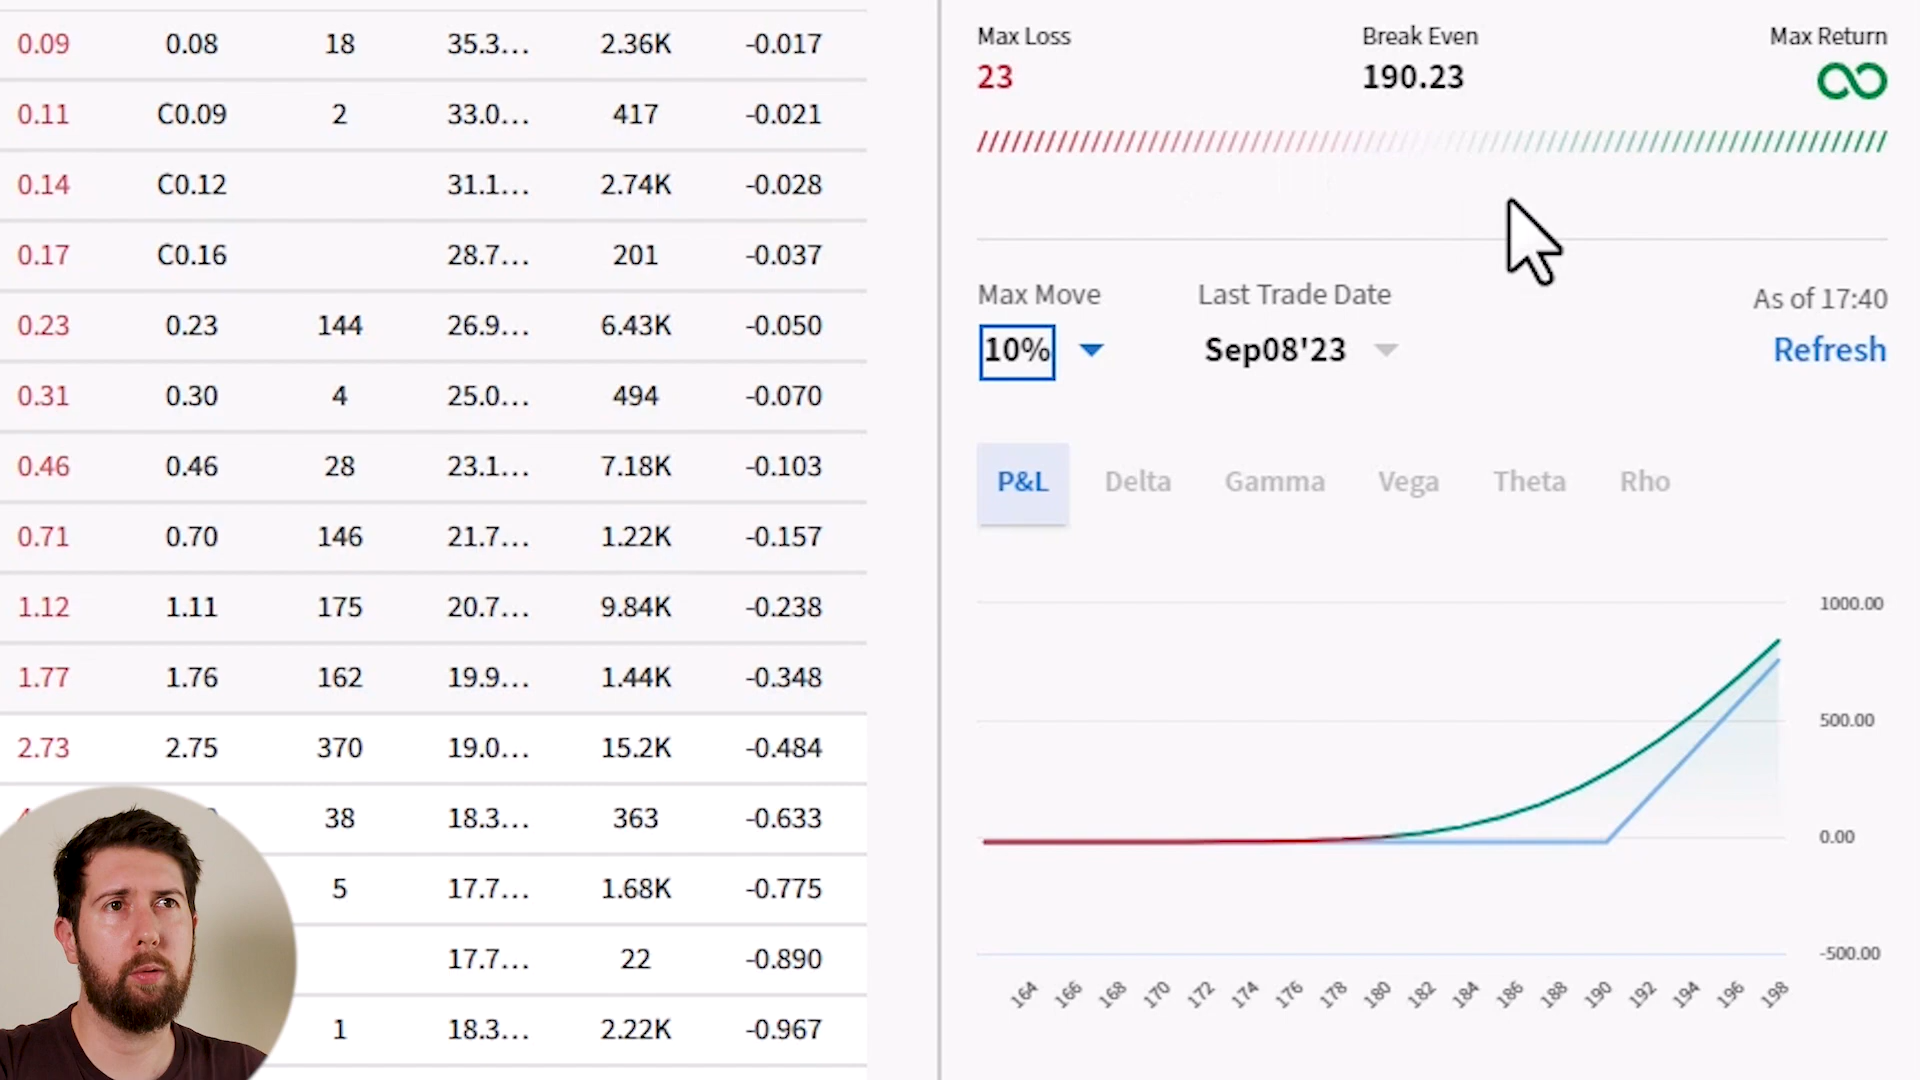 0.09 0.08 18 35.3... 2.36K -0.017
0.11 C0.09 2 33.0... 417 -0.021
0.14 C0.12 31.1... 2.74K -0.028
0.17 C0.16 28.7... 201 -0.037
0.23 0.23 144 26.9... 6.43K -0.050
0.31 0.30 4 25.0... 494 -0.070
0.46 0.46 28 23.1... 7.18K -0.103
0.71 0.70 146 21.7... 1.22K -0.157
1.12 1.11 175 20.7... 9.84K -0.238
1.77 1.76 162 19.9... 1.44K -0.348
2.73 2.75 370 19.0... 15.2K -0.484
38 18.3... 363 -0.633
5 17.7... 1.68K -0.775
17.7... 22 -0.890
1 18.3... 2.22K -0.967
Max Loss Break Even Max Return
23 190.23 ∞
Max Move Last Trade Date As of 17:40
10% Sep08'23 Refresh
P&L Delta Gamma Vega Theta Rho
1000.00
500.00
0.00
-500.00
164 166 168 170 172 174 176 178 180 182 184 186 188 190 192 194 196 198